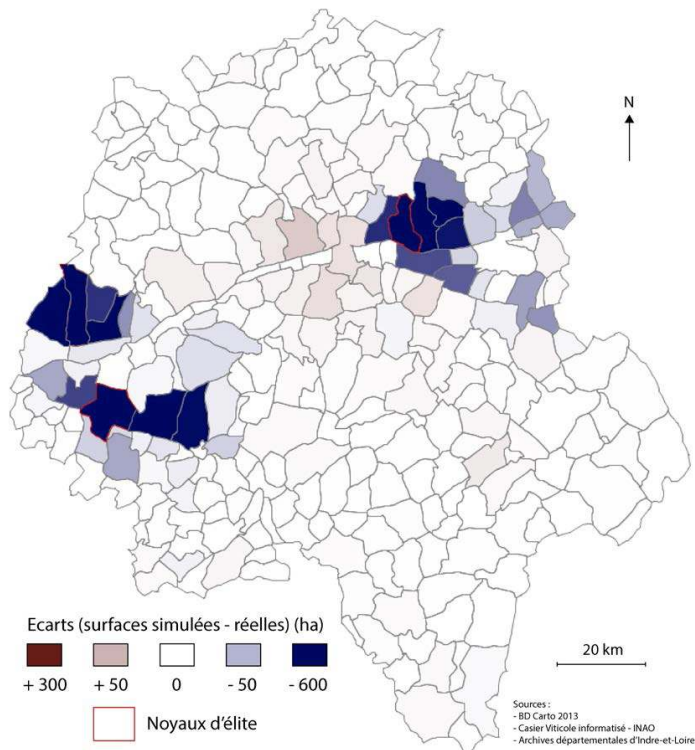 N
Ecarts (surfaces simulées - réelles) (ha)
+ 300 + 50 0 - 50 - 600
Noyaux d'élite
20 km
Sources :
- BD Carto 2013
- Casier Viticole informatisé - INAO
- Archives départementales d'Indre-et-Loire